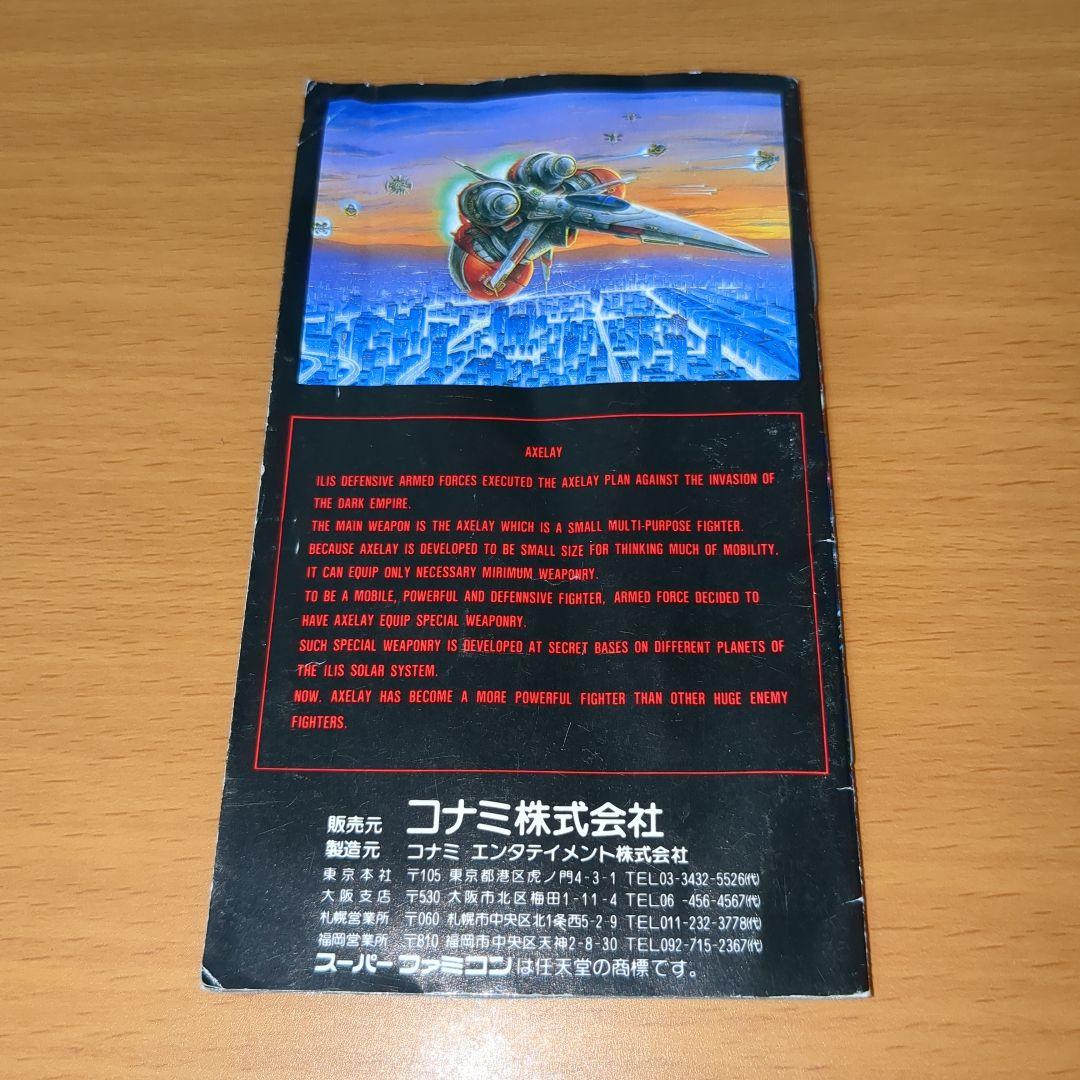 AXELAY
ILIS DEFENSIVE ARMED FORCES EXECUTED THE AXELAY PLAN AGAINST THE INVASION OF
THE DARK EMPIRE.
THE MAIN WEAPON IS THE AXELAY WHICH IS A SMALL MULTI-PURPOSE FIGHTER.
BECAUSE AXELAY IS DEVELOPED TO BE SMALL SIZE FOR THINKING MUCH OF MOBILITY.
IT CAN EQUIP ONLY NECESSARY MIRIMUM WEAPONRY.
TO BE A MOBILE, POWERFUL AND DEFENNSIVE FIGHTER, ARMED FORCE DECIDED TO
HAVE AXELAY EQUIP SPECIAL WEAPONRY.
SUCH SPECIAL WEAPONRY IS DEVELOPED AT SECRET BASES ON DIFFERENT PLANETS OF
THE ILIS SOLAR SYSTEM.
NOW. AXELAY HAS BECOME A MORE POWERFUL FIGHTER THAN OTHER HUGE ENEMY
FIGHTERS.
販売元 コナミ株式会社
製造元 コナミ エンタテイメント株式会社
東京本社 〒105 東京都港区虎ノ門4-3-1 TEL03-3432-5526㈹
大阪支店 〒530 大阪市北区梅田1-11-4 TEL06-456-4567㈹
札幌営業所 〒060 札幌市中央区北1条西5-2-9 TEL011-232-3778㈹
福岡営業所 〒810 福岡市中央区天神2-8-30 TEL092-715-2367㈹
スーパーファミコンは任天堂の商標です。